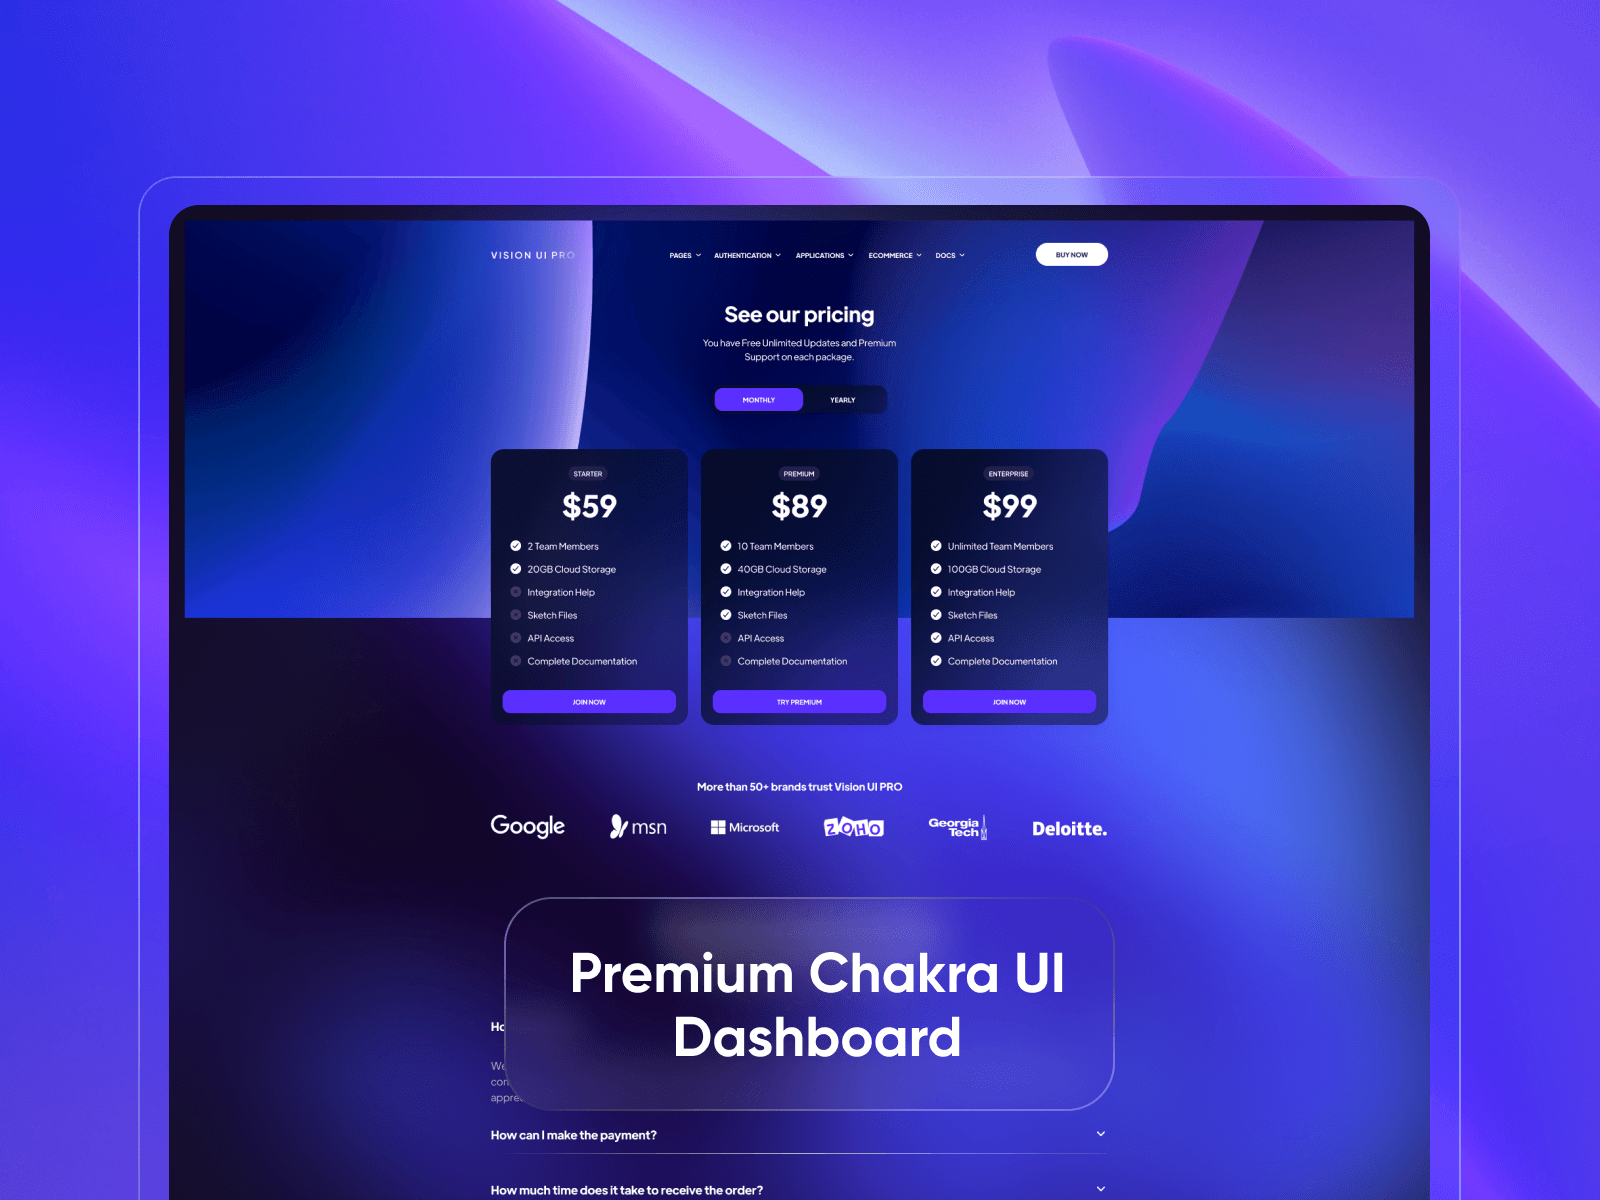 VISION UI PRO
PAGES
AUTHENTICATION
APPLICATIONS
ECOMMERCE
DOCS
BUY NOW
See our pricing
You have Free Unlimited Updates and Premium
Support on each package.
MONTHLY
YEARLY
STARTER
$59
2 Team Members
20GB Cloud Storage
Integration Help
Sketch Files
API Access
Complete Documentation
JOIN NOW
PREMIUM
$89
10 Team Members
40GB Cloud Storage
Integration Help
Sketch Files
API Access
Complete Documentation
TRY PREMIUM
ENTERPRISE
$99
Unlimited Team Members
100GB Cloud Storage
Integration Help
Sketch Files
API Access
Complete Documentation
JOIN NOW
More than 50+ brands trust Vision UI PRO
Google
msn
Microsoft
ZOHO
Georgia
Tech
Deloitte.
Premium Chakra UI
Dashboard
How can I make the payment?
How much time does it take to receive the order?